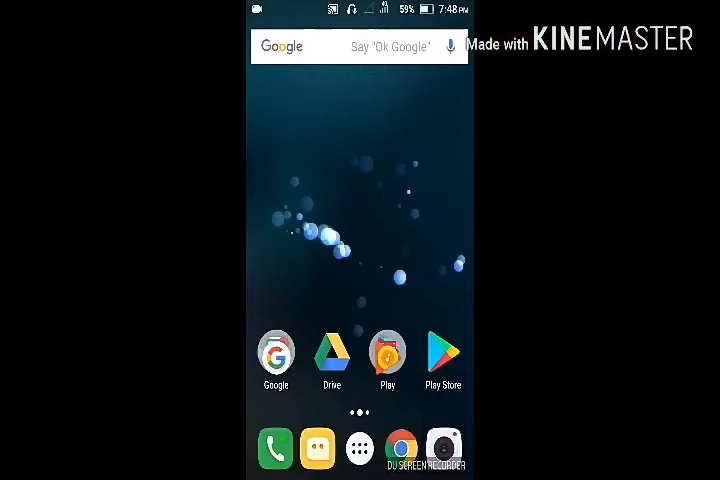 59% 7:48 PM
Google Say "Ok Google"
Made with KINEMASTER
Google Drive Play Play Store
DU SCREEN RECORDER